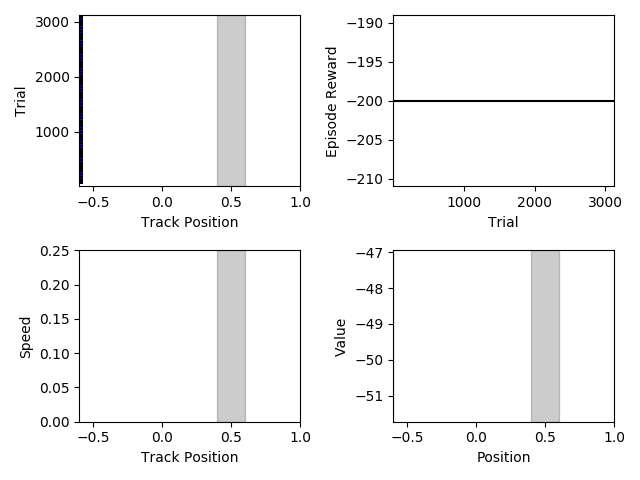 3000
2000
1000
Trial
−0.5 0.0 0.5 1.0
Track Position
−190
−195
−200
−205
−210
Episode Reward
1000 2000 3000
Trial
0.25
0.20
0.15
0.10
0.05
0.00
Speed
−0.5 0.0 0.5 1.0
Track Position
−47
−48
−49
−50
−51
Value
−0.5 0.0 0.5 1.0
Position